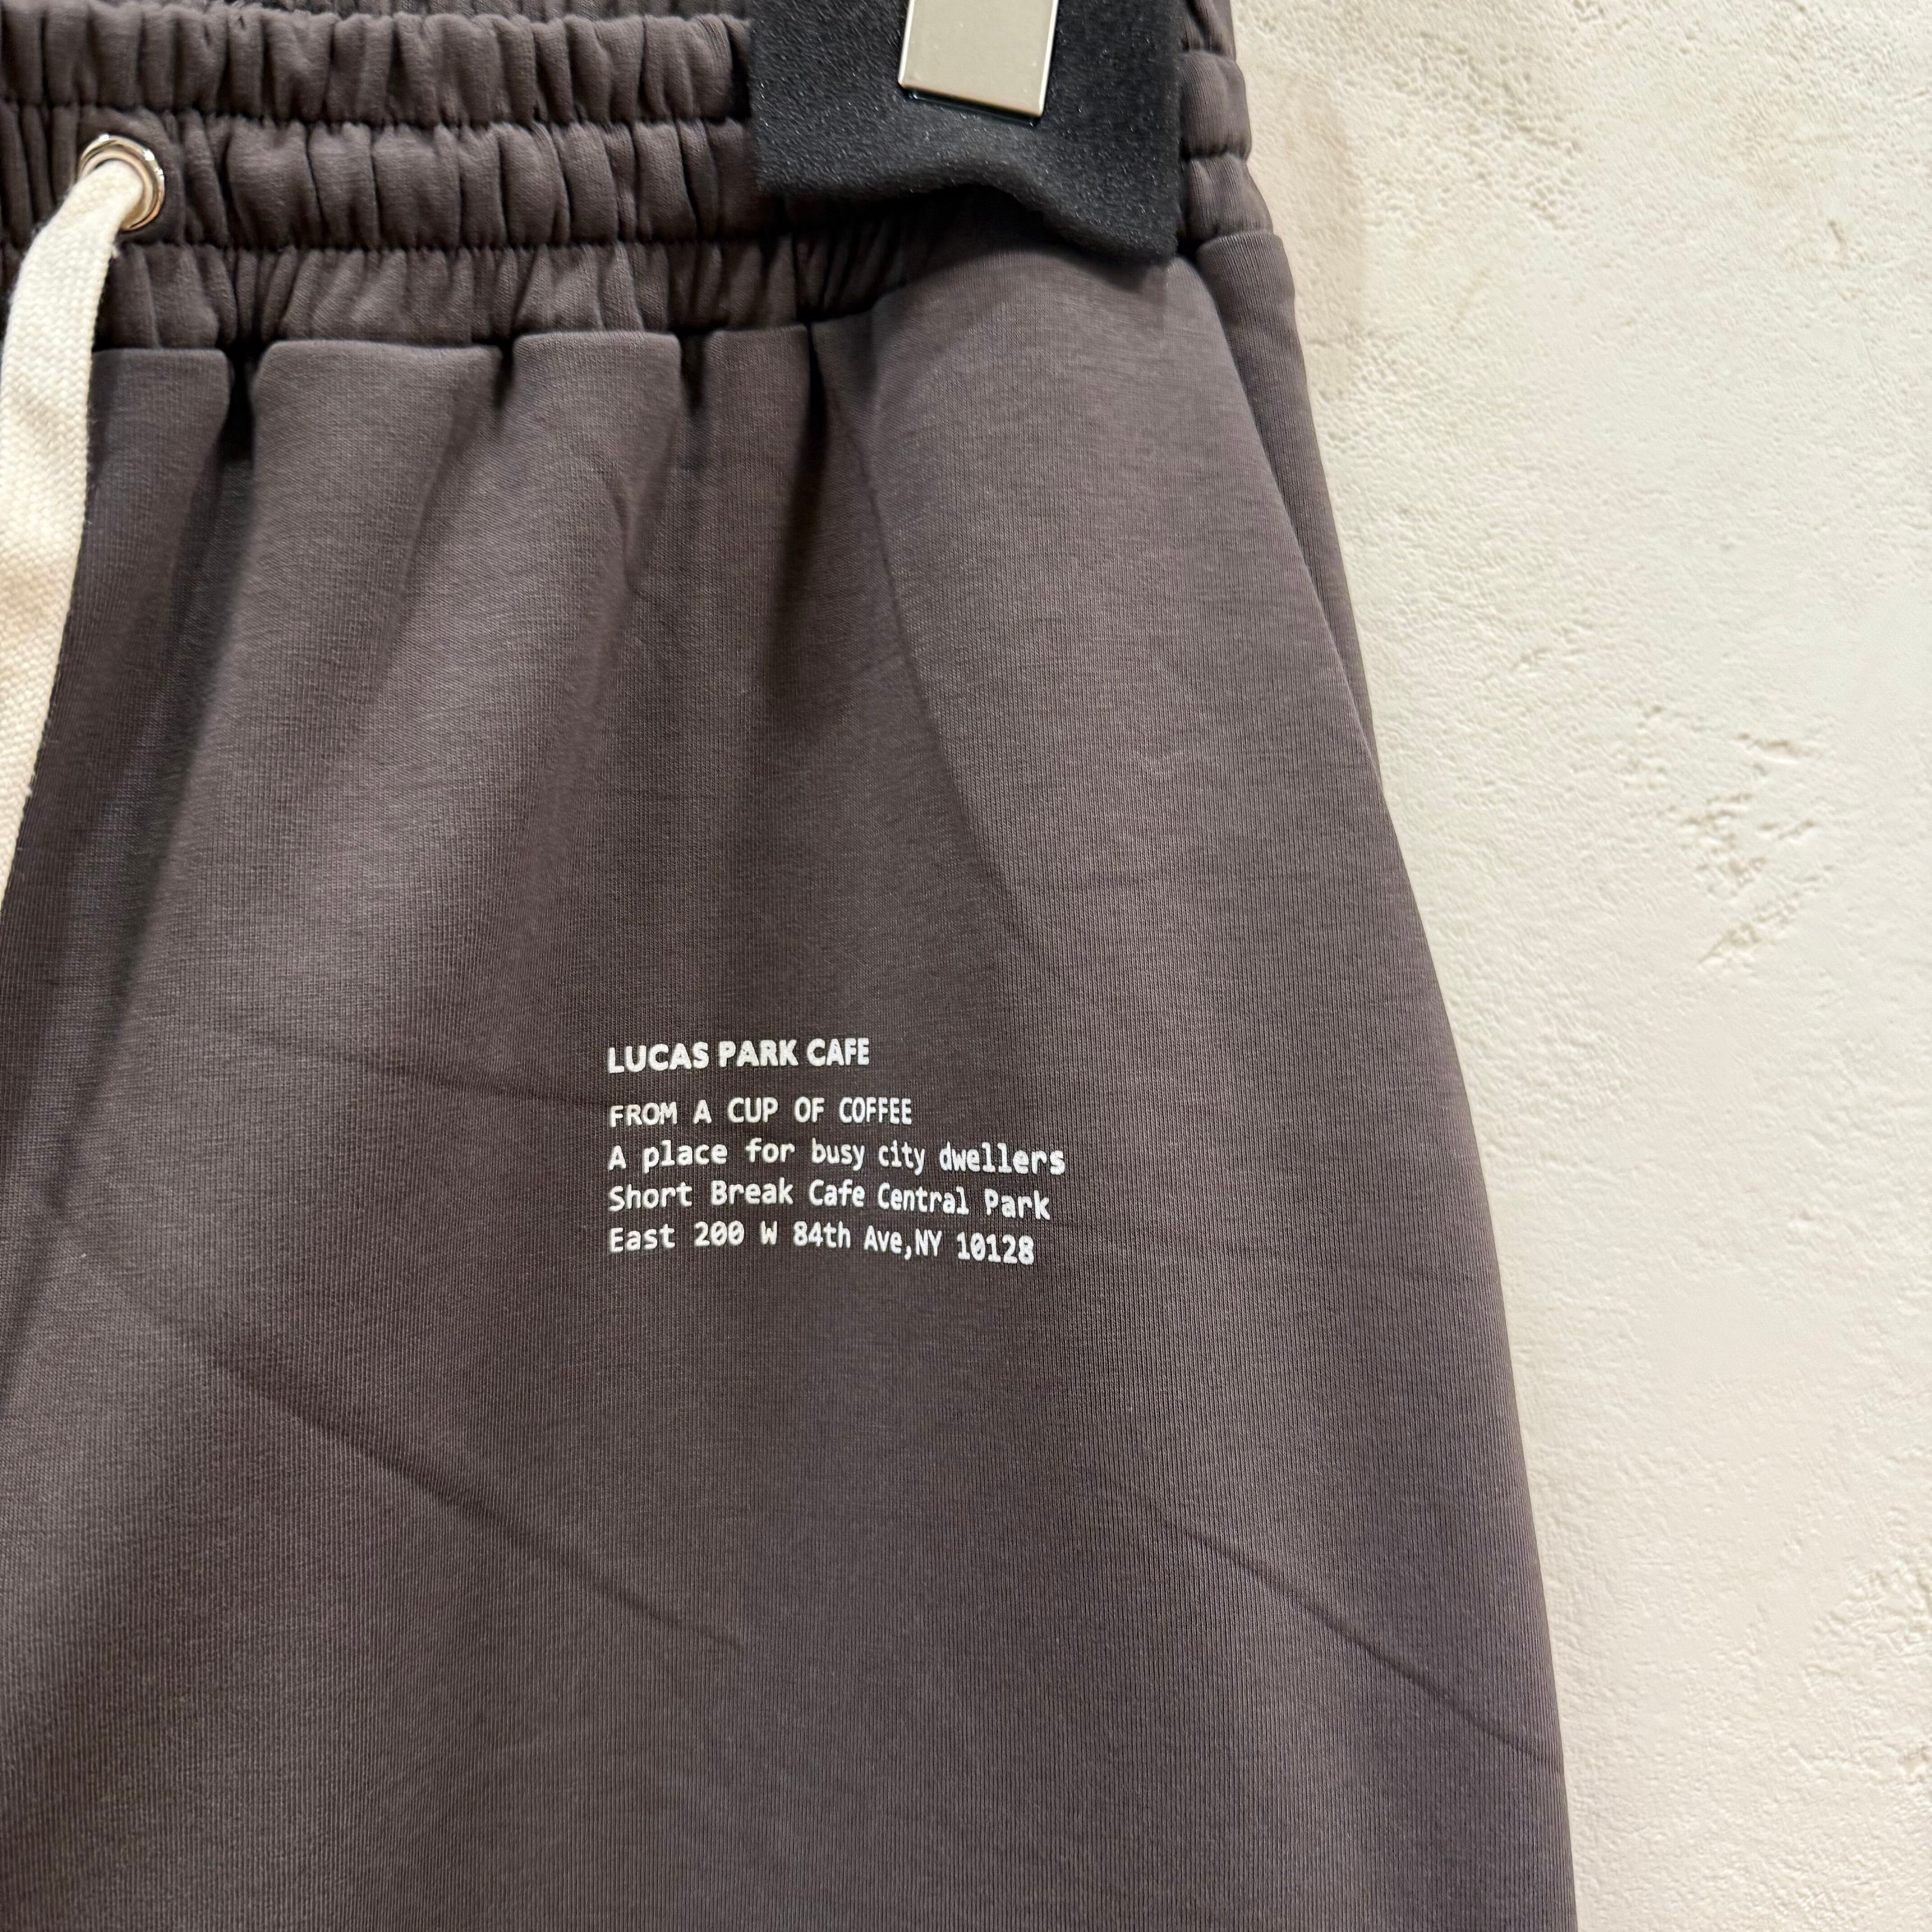 LUCAS PARK CAFE
FROM A CUP OF COFFEE
A place for busy city dwellers
Short Break Cafe Central Park
East 200 W 84th Ave,NY 10128